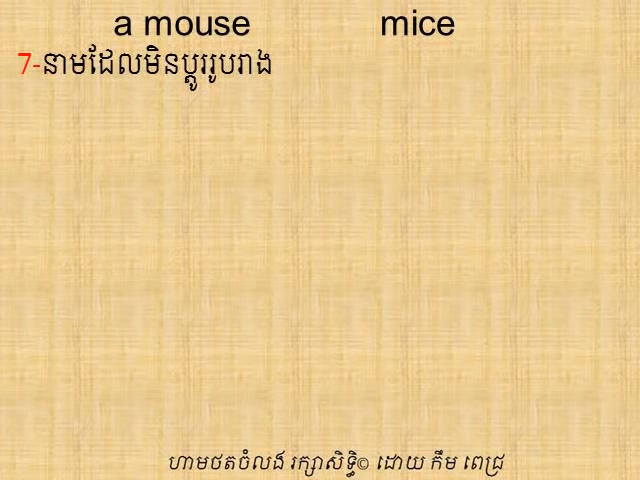 a mouse mice
7-នាមដែលមិនប្តូររូបរាង
ហាមថតចំលង រក្សាសិទ្ធិ© ដោយ កឹម ពេជ្រ